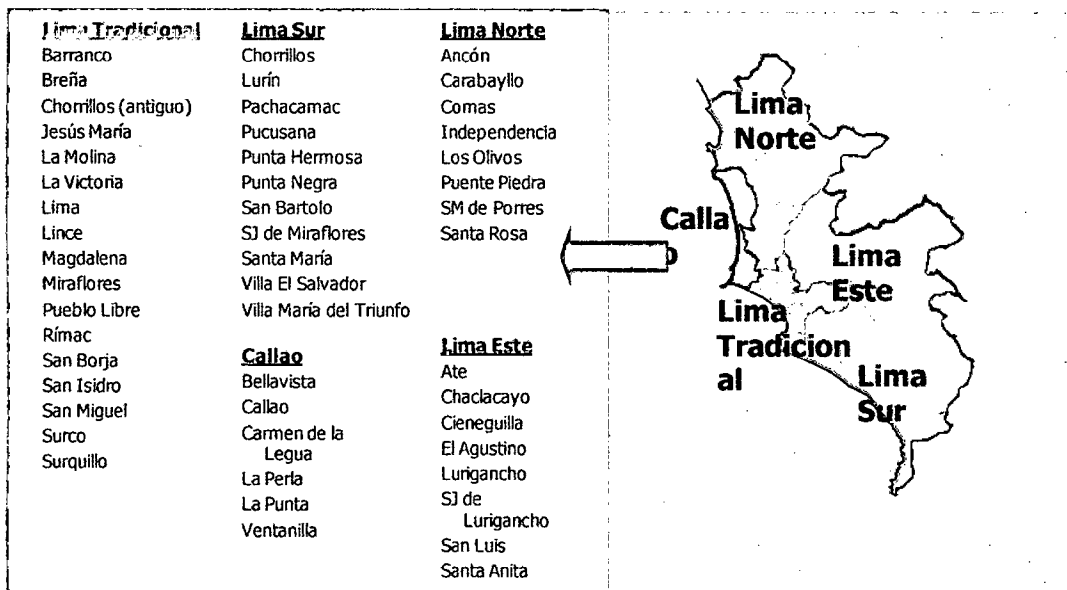 Lima Tradicional
Barranco
Breña
Chorrillos (antiguo)
Jesús María
La Molina
La Victoria
Lima
Lince
Magdalena
Miraflores
Pueblo Libre
Rímac
San Borja
San Isidro
San Miguel
Surco
Surquillo
Lima Sur
Chorrillos
Lurín
Pachacamac
Pucusana
Punta Hermosa
Punta Negra
San Bartolo
SJ de Miraflores
Santa María
Villa El Salvador
Villa María del Triunfo
Callao
Bellavista
Callao
Carmen de la
Legua
La Perla
La Punta
Ventanilla
Lima Norte
Ancón
Carabayllo
Comas
Independencia
Los Olivos
Puente Piedra
SM de Porres
Santa Rosa
Lima Este
Ate
Chaclacayo
Cieneguilla
El Agustino
Lurigancho
SJ de
Lurigancho
San Luis
Santa Anita
Lima
Norte
Calla
o
Lima
Este
Lima
Tradicion
al
Lima
Sur